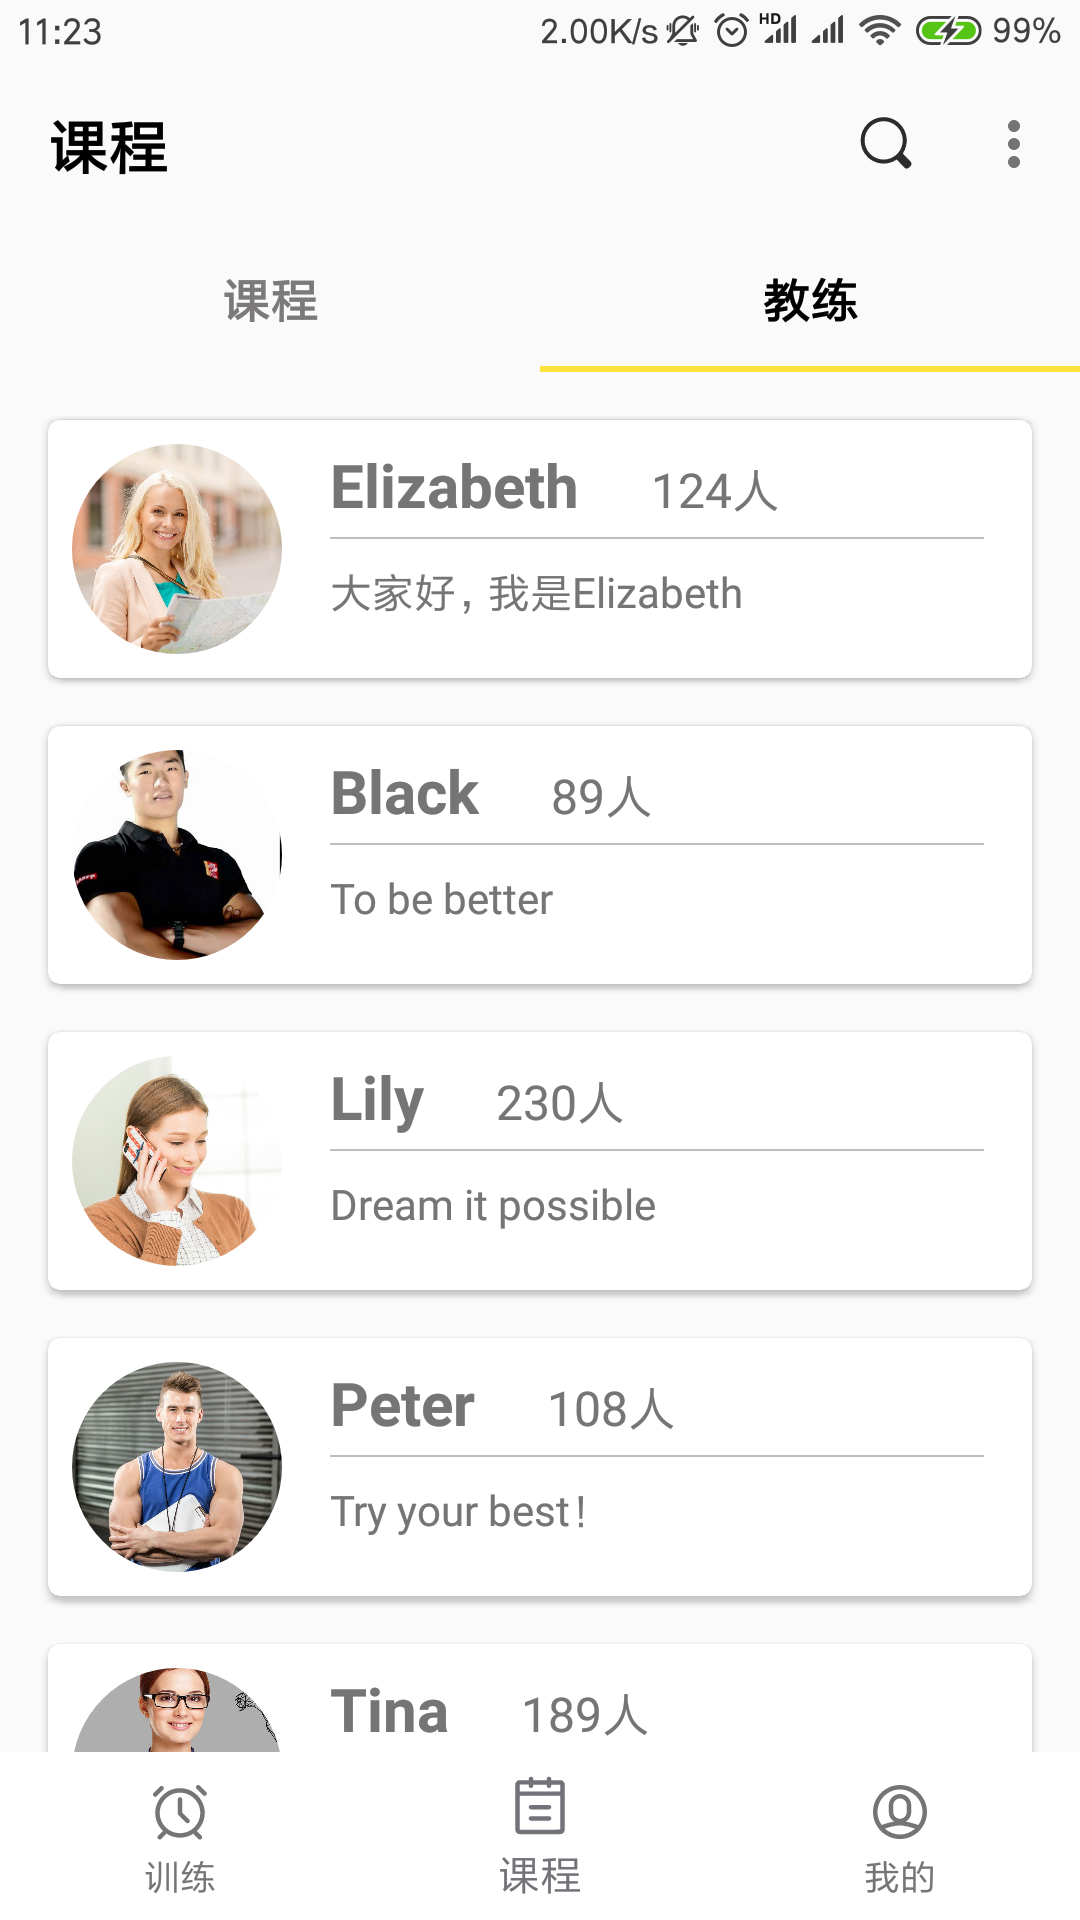 11:23 2.00K/s HD 99%
课程
课程 教练
Elizabeth 124人
大家好，我是Elizabeth
Black 89人
To be better
Lily 230人
Dream it possible
Peter 108人
Try your best！
Tina 189人
训练 课程 我的